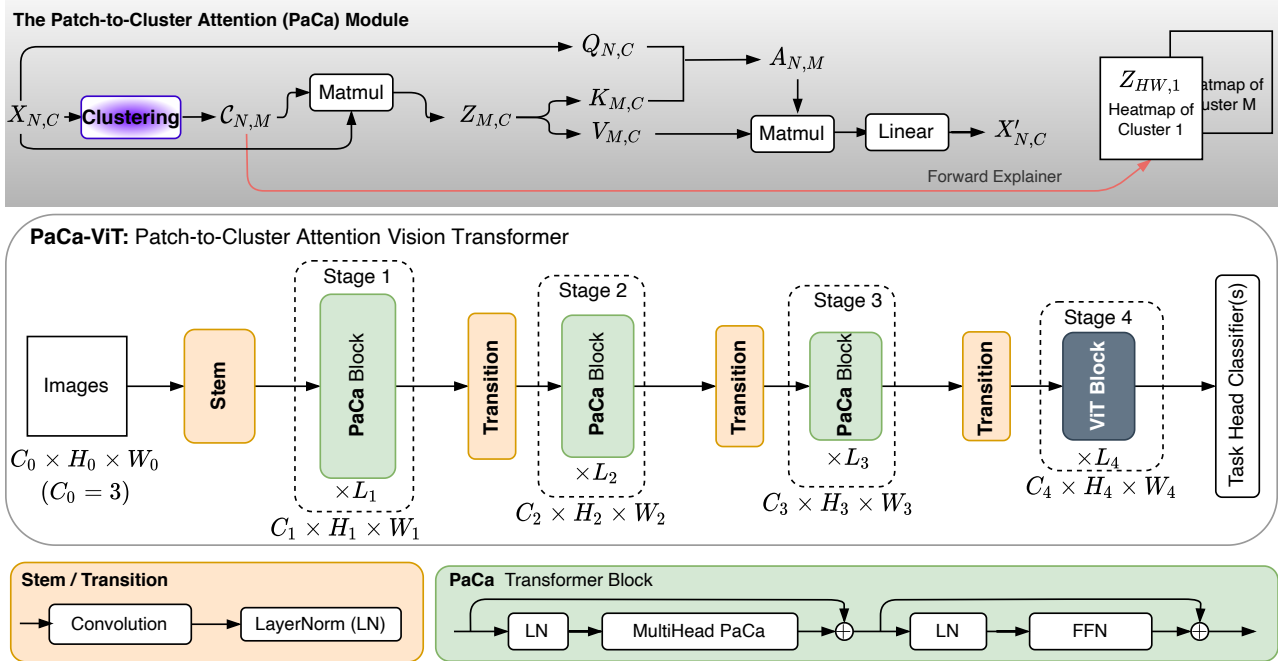 The Patch-to-Cluster Attention (PaCa) Module
X_{N,C}
Clustering
𝒞_{N,M}
Matmul
Z_{M,C}
Q_{N,C}
K_{M,C}
V_{M,C}
A_{N,M}
Matmul
Linear
X'_{N,C}
Forward Explainer
Z_{HW,1}
Heatmap of
Cluster 1
atmap of
uster M
PaCa-ViT: Patch-to-Cluster Attention Vision Transformer
Images
C_0 × H_0 × W_0
(C_0 = 3)
Stem
Stage 1
PaCa Block
×L_1
C_1 × H_1 × W_1
Transition
Stage 2
PaCa Block
×L_2
C_2 × H_2 × W_2
Transition
Stage 3
PaCa Block
×L_3
C_3 × H_3 × W_3
Transition
Stage 4
ViT Block
×L_4
C_4 × H_4 × W_4
Task Head Classifier(s)
Stem / Transition
Convolution
LayerNorm (LN)
PaCa Transformer Block
LN
MultiHead PaCa
LN
FFN